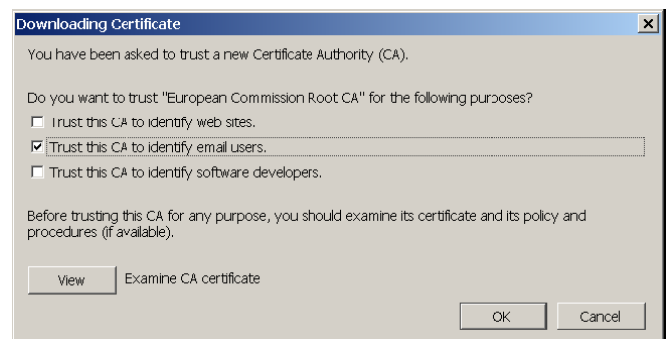 Downloading Certificate
You have been asked to trust a new Certificate Authority (CA).
Do you want to trust "European Commission Root CA" for the following purposes?
Trust this CA to identify web sites.
Trust this CA to identify email users.
Trust this CA to identify software developers.
Before trusting this CA for any purpose, you should examine its certificate and its policy and
procedures (if available).
View Examine CA certificate
OK Cancel